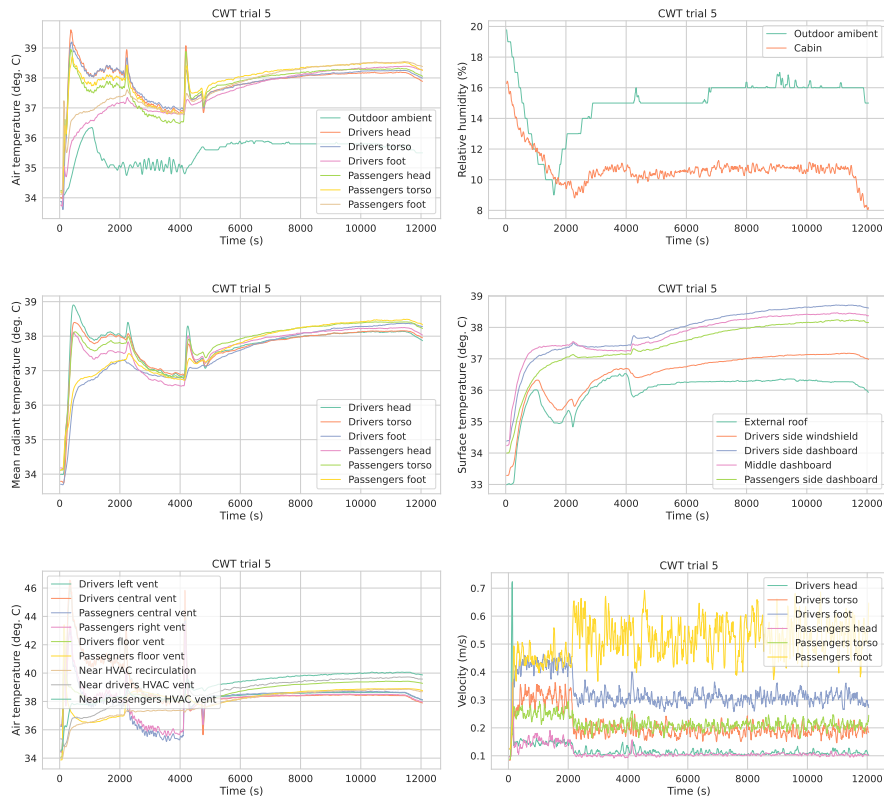 CWT trial 5
Air temperature (deg. C)
39
38
37
36
35
34
Outdoor ambient
Drivers head
Drivers torso
Drivers foot
Passengers head
Passengers torso
Passengers foot
0 2000 4000 6000 8000 10000 12000
Time (s)
CWT trial 5
Relative humidity (%)
20
18
16
14
12
10
8
Outdoor amibent
Cabin
0 2000 4000 6000 8000 10000 12000
Time (s)
CWT trial 5
Mean radiant temperature (deg. C)
39
38
37
36
35
34
Drivers head
Drivers torso
Drivers foot
Passengers head
Passengers torso
Passengers foot
0 2000 4000 6000 8000 10000 12000
Time (s)
CWT trial 5
Surface temperature (deg. C)
39
38
37
36
35
34
33
External roof
Drivers side windshield
Drivers side dashboard
Middle dashboard
Passengers side dashboard
0 2000 4000 6000 8000 10000 12000
Time (s)
CWT trial 5
Air temperature (deg. C)
46
44
42
40
38
36
34
Drivers left vent
Drivers central vent
Passegners central vent
Passengers right vent
Drivers floor vent
Passegners floor vent
Near HVAC recirculation
Near drivers HVAC vent
Near passengers HVAC vent
0 2000 4000 6000 8000 10000 12000
Time (s)
CWT trial 5
Velocity (m/s)
0.7
0.6
0.5
0.4
0.3
0.2
0.1
Drivers head
Drivers torso
Drivers foot
Passengers head
Passengers torso
Passengers foot
0 2000 4000 6000 8000 10000 12000
Time (s)